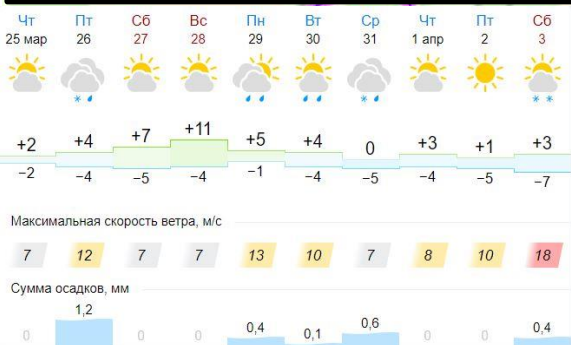 Чт Пт Сб Вс Пн Вт Ср Чт Пт Сб
25 мар 26 27 28 29 30 31 1 апр 2 3
+2 +4 +7 +11 +5 +4 0 +3 +1 +3
−2 −4 −5 −4 −1 −4 −5 −4 −5 −7
Максимальная скорость ветра, м/с
7 12 7 7 13 10 7 8 10 18
Сумма осадков, мм
0 1,2 0 0 0,4 0,1 0,6 0 0 0,4